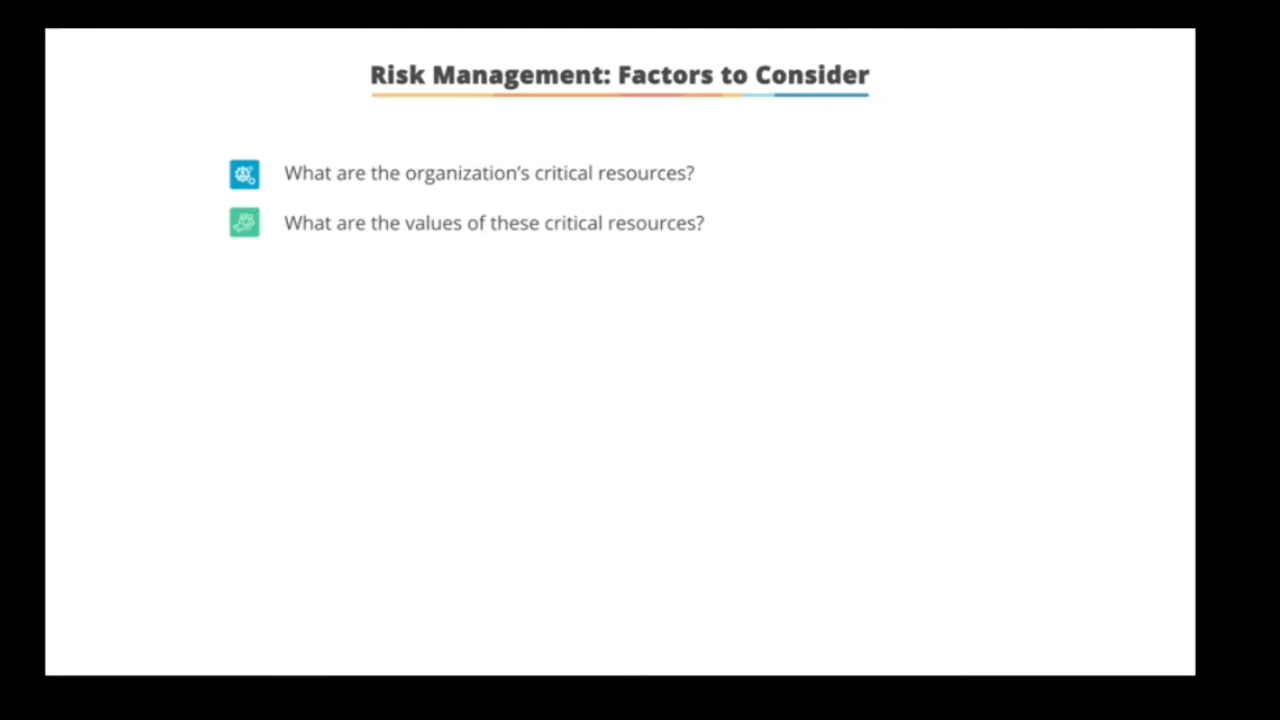 Risk Management: Factors to Consider
What are the organization’s critical resources?
What are the values of these critical resources?